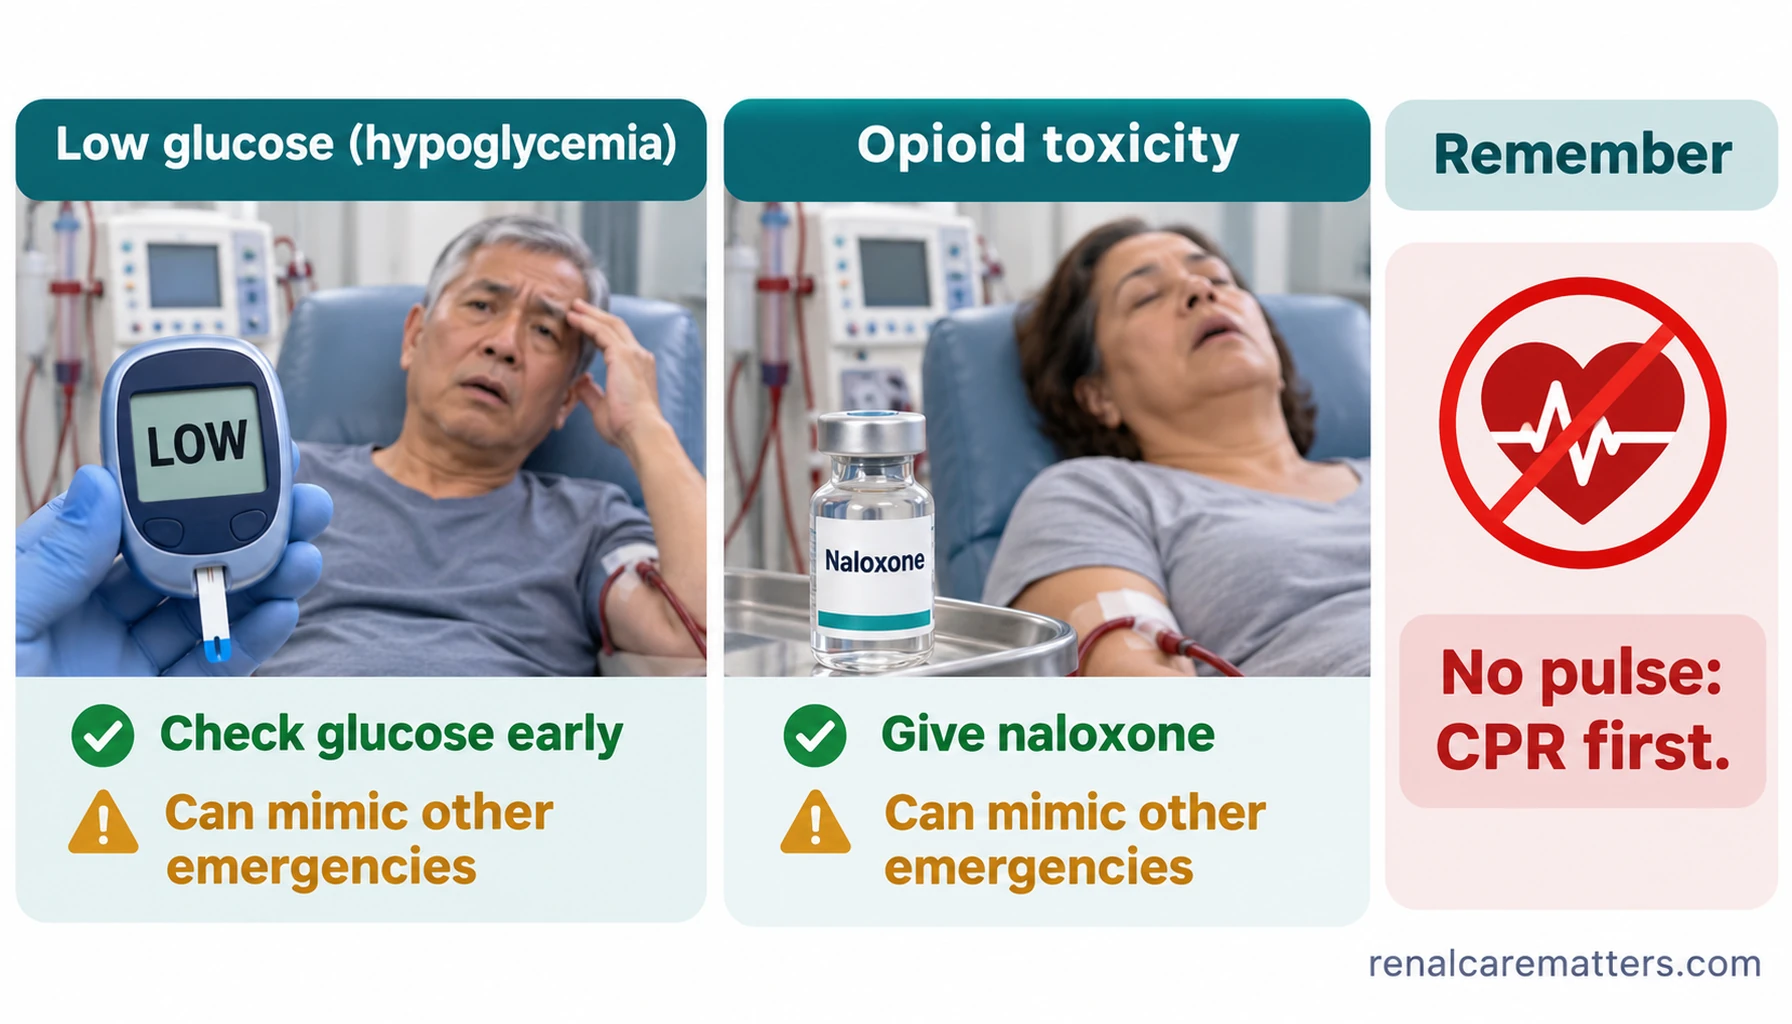 Low glucose (hypoglycemia)
LOW
Check glucose early
Can mimic other
emergencies
Opioid toxicity
Naloxone
Give naloxone
Can mimic other
emergencies
Remember
No pulse:
CPR first.
renalcarematters.com